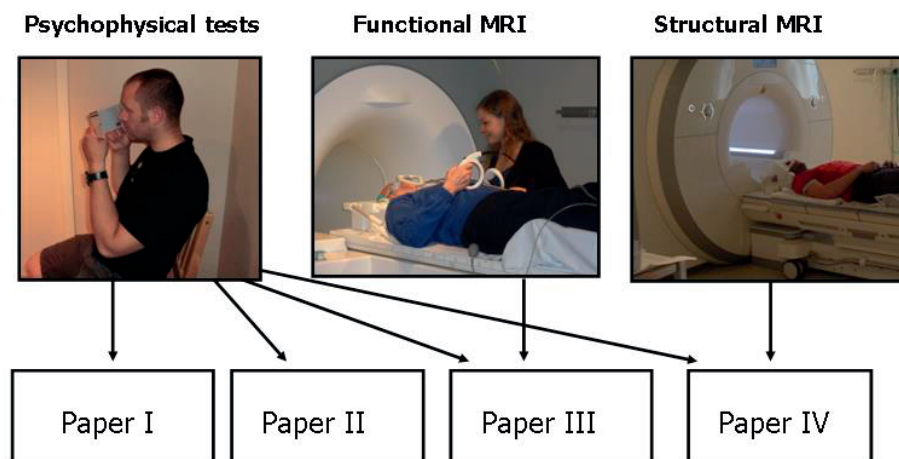 Psychophysical tests
Functional MRI
Structural MRI
Paper I
Paper II
Paper III
Paper IV